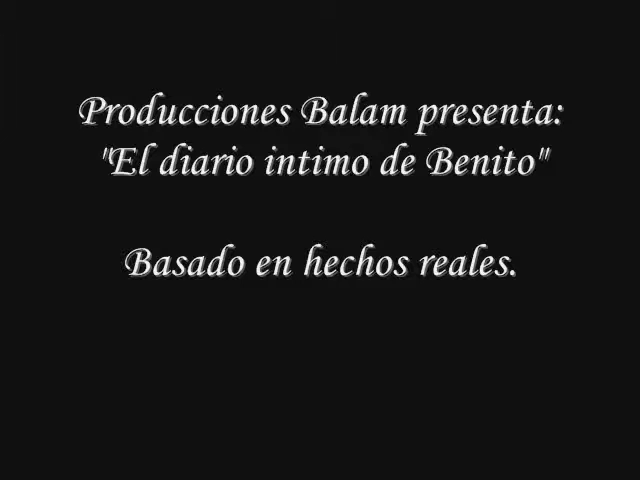 Producciones Balam presenta:
"El diario intimo de Benito"
Basado en hechos reales.